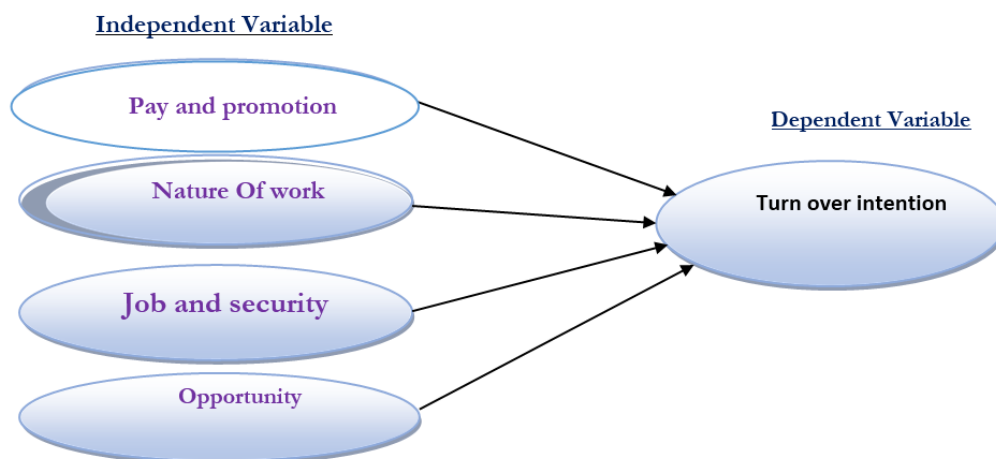 Independent Variable
Pay and promotion
Nature Of work
Job and security
Opportunity
Dependent Variable
Turn over intention